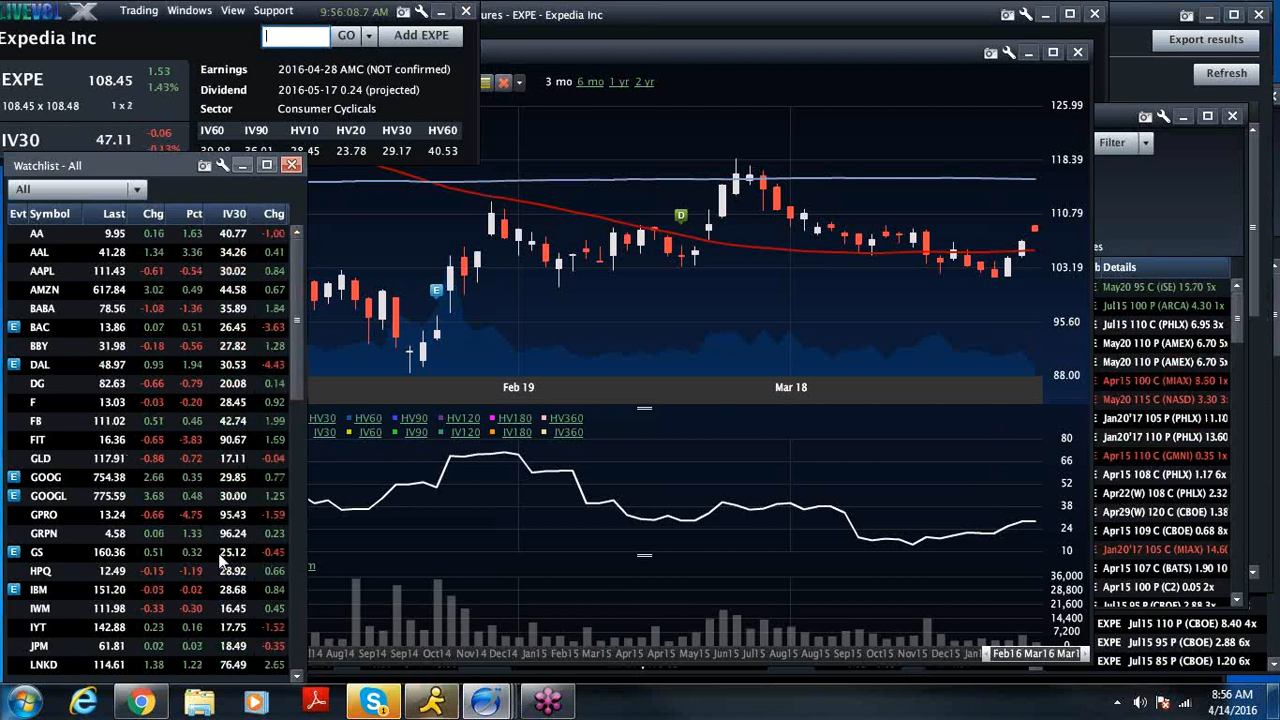 LIVEVOL X Trading Windows View Support 9:56:08.7 AM
Expedia Inc
GO Add EXPE
EXPE 108.45 1.53
1.43%
108.45 x 108.48 1 x 2
IV30 47.11 -0.06
-0.13%
Earnings 2016-04-28 AMC (NOT confirmed)
Dividend 2016-05-17 0.24 (projected)
Sector Consumer Cyclicals
IV60 IV90 HV10 HV20 HV30 HV60
39.98 36.01 28.45 23.78 29.17 40.53
ures - EXPE - Expedia Inc
3 mo 6 mo 1 yr 2 yr
Export results
Refresh
Filter
Watchlist - All
All
Evt Symbol Last Chg Pct IV30 Chg
AA 9.95 0.16 1.63 40.77 -1.00
AAL 41.28 1.34 3.36 34.26 0.41
AAPL 111.43 -0.61 -0.54 30.02 0.84
AMZN 617.84 3.02 0.49 44.58 0.67
BABA 78.56 -1.08 -1.36 35.89 1.84
E BAC 13.86 0.07 0.51 26.45 -3.63
BBY 31.98 -0.18 -0.56 27.82 1.28
E DAL 48.97 0.93 1.94 30.53 -4.43
DG 82.63 -0.66 -0.79 20.08 0.14
F 13.03 -0.03 -0.20 28.45 0.92
FB 111.02 0.51 0.46 42.74 1.99
FIT 16.36 -0.65 -3.83 90.67 1.59
GLD 117.91 -0.86 -0.72 17.11 -0.04
E GOOG 754.38 2.66 0.35 29.85 0.77
E GOOGL 775.59 3.68 0.48 30.00 1.25
GPRO 13.24 -0.66 -4.75 95.43 -1.59
GRPN 4.58 0.06 1.33 96.24 0.23
E GS 160.36 0.51 0.32 25.12 -0.45
HPQ 12.49 -0.15 -1.19 28.92 0.66
E IBM 151.20 -0.03 -0.02 28.68 0.84
IWM 111.98 -0.33 -0.30 16.45 0.45
IYT 142.88 0.23 0.16 17.75 -1.52
JPM 61.81 0.02 0.03 18.49 -0.35
LNKD 114.61 1.38 1.22 76.49 2.65
125.99
118.39
110.79
103.19
95.60
88.00
D
E
Feb 19 Mar 18
HV30 HV60 HV90 HV120 HV180 HV360
IV30 IV60 IV90 IV120 IV180 IV360
80
66
52
38
24
10
m
36,000
28,800
21,600
14,400
7,200
0
Jul14 Aug14 Sep14 Oct14 Nov14 Dec14 Jan15 Apr15 Apr15 May15 Jun15 Jul15 Aug15 Sep15 Oct15 Nov15 Dec15 Feb16 Mar16 Mar1
es
b Details
E May20 95 C (ISE) 15.70 5x
E Jul15 100 P (ARCA) 4.30 1x
E Jul15 110 C (PHLX) 6.95 3x
E May20 110 P (AMEX) 6.70 5x
E May20 110 P (AMEX) 6.70 5x
E Apr15 100 C (MIAX) 8.50 1x
E May20 115 C (NASD) 3.30 3
E Jan20'17 105 P (PHLX) 11.10
E Jan20'17 110 P (PHLX) 13.60
E Apr15 110 C (GMNI) 0.35 1x
E Apr15 108 C (PHLX) 1.17 6x
E Apr22(W) 108 C (PHLX) 2.32
E Apr29(W) 120 C (CBOE)
E Apr15 109 C (CBOE) 0.68 8
E Jan20'17 105 C (MIAX) 14.60
E Apr15 107 C (BATS) 1.90 10
E Apr15 100 P (C2) 0.05 2x
E Jul15 95 P (CBOE) 2.88 3x
EXPE Jul15 110 P (CBOE) 8.40 4x
EXPE Jul15 95 P (CBOE) 2.88 6x
EXPE Jul15 85 P (CBOE) 1.20 6x
8:56 AM
4/14/2016